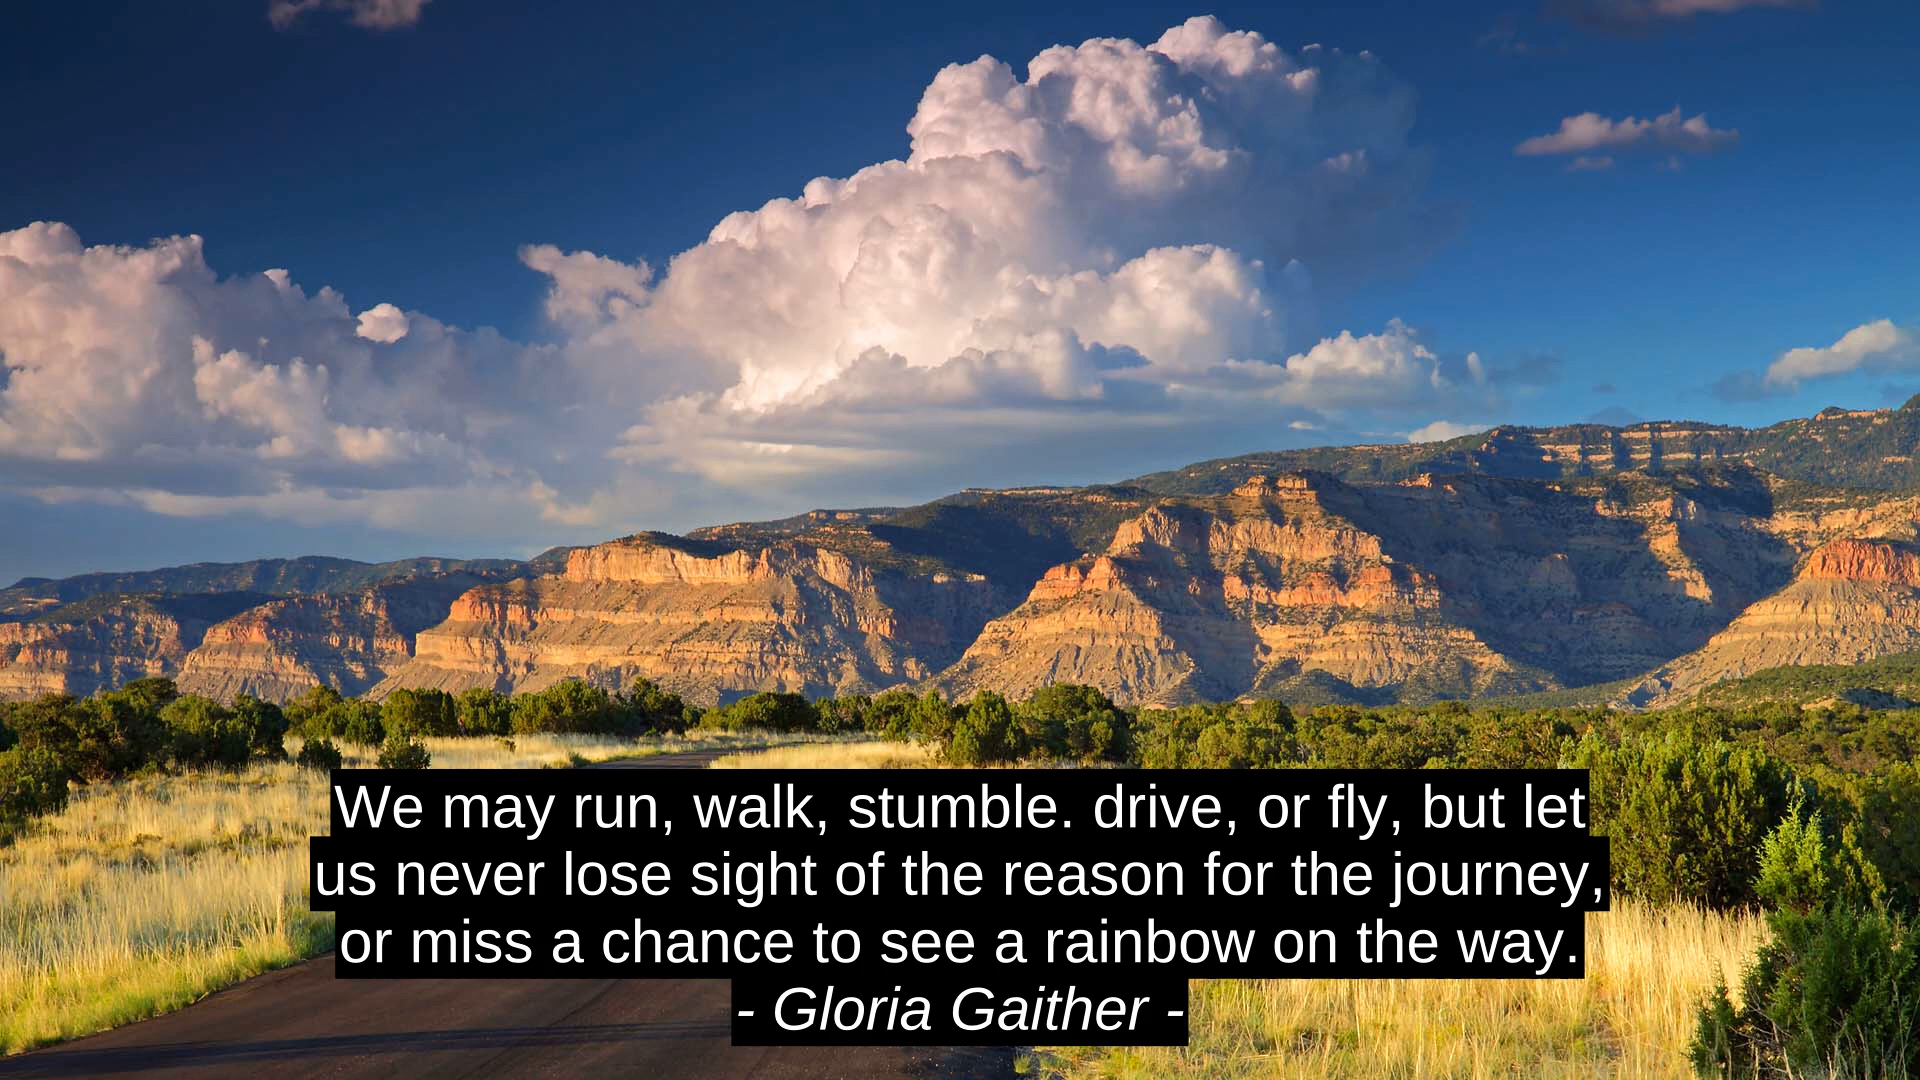 We may run, walk, stumble. drive, or fly, but let
us never lose sight of the reason for the journey,
or miss a chance to see a rainbow on the way.
- Gloria Gaither -